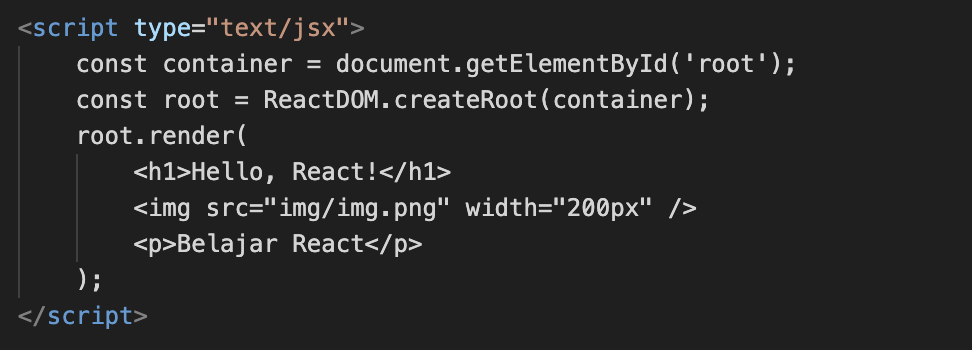 <script type="text/jsx">
    const container = document.getElementById('root');
    const root = ReactDOM.createRoot(container);
    root.render(
        <h1>Hello, React!</h1>
        <img src="img/img.png" width="200px" />
        <p>Belajar React</p>
    );
</script>